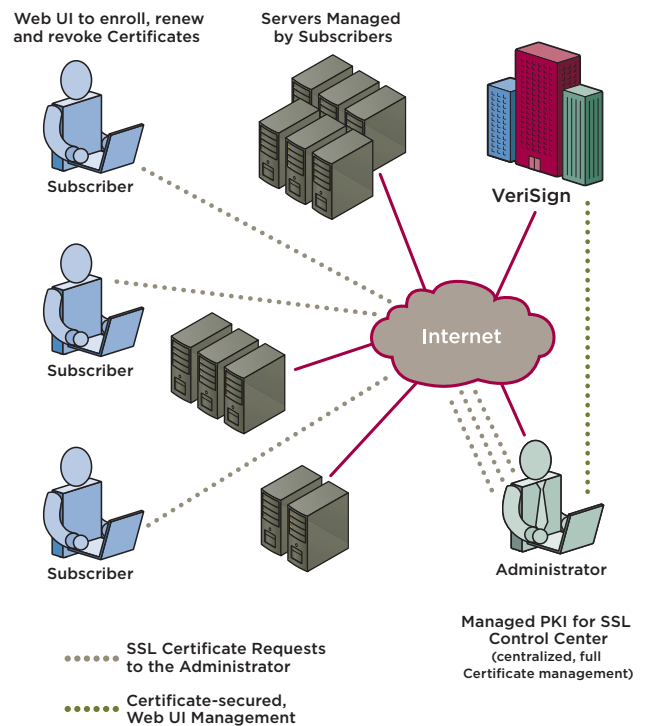 Web UI to enroll, renew
and revoke Certificates
Servers Managed
by Subscribers
Subscriber
VeriSign
Internet
Subscriber
Subscriber
Administrator
Managed PKI for SSL
Control Center
(centralized, full
Certificate management)
SSL Certificate Requests
to the Administrator
Certificate-secured,
Web UI Management